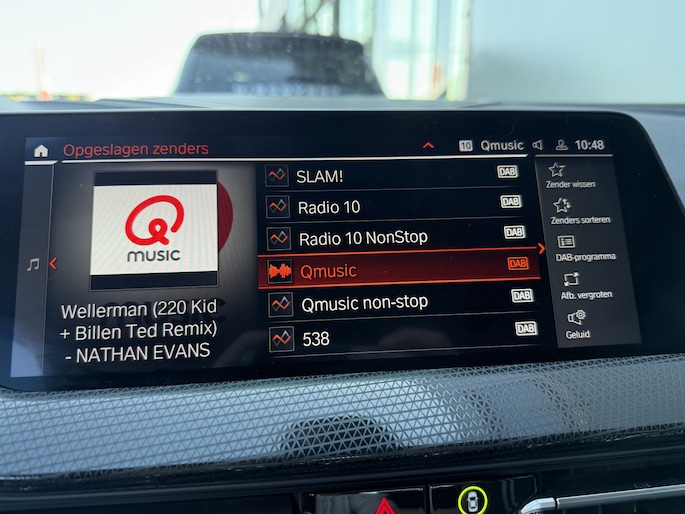 Opgeslagen zenders
10 Qmusic 10:48
SLAM! DAB
Radio 10 DAB
Radio 10 NonStop DAB
Qmusic DAB
Qmusic non-stop DAB
538 DAB
Q
MUSIC
Wellerman (220 Kid
+ Billen Ted Remix)
- NATHAN EVANS
Zender wissen
Zenders sorteren
DAB-programma
Afb. vergroten
Geluid